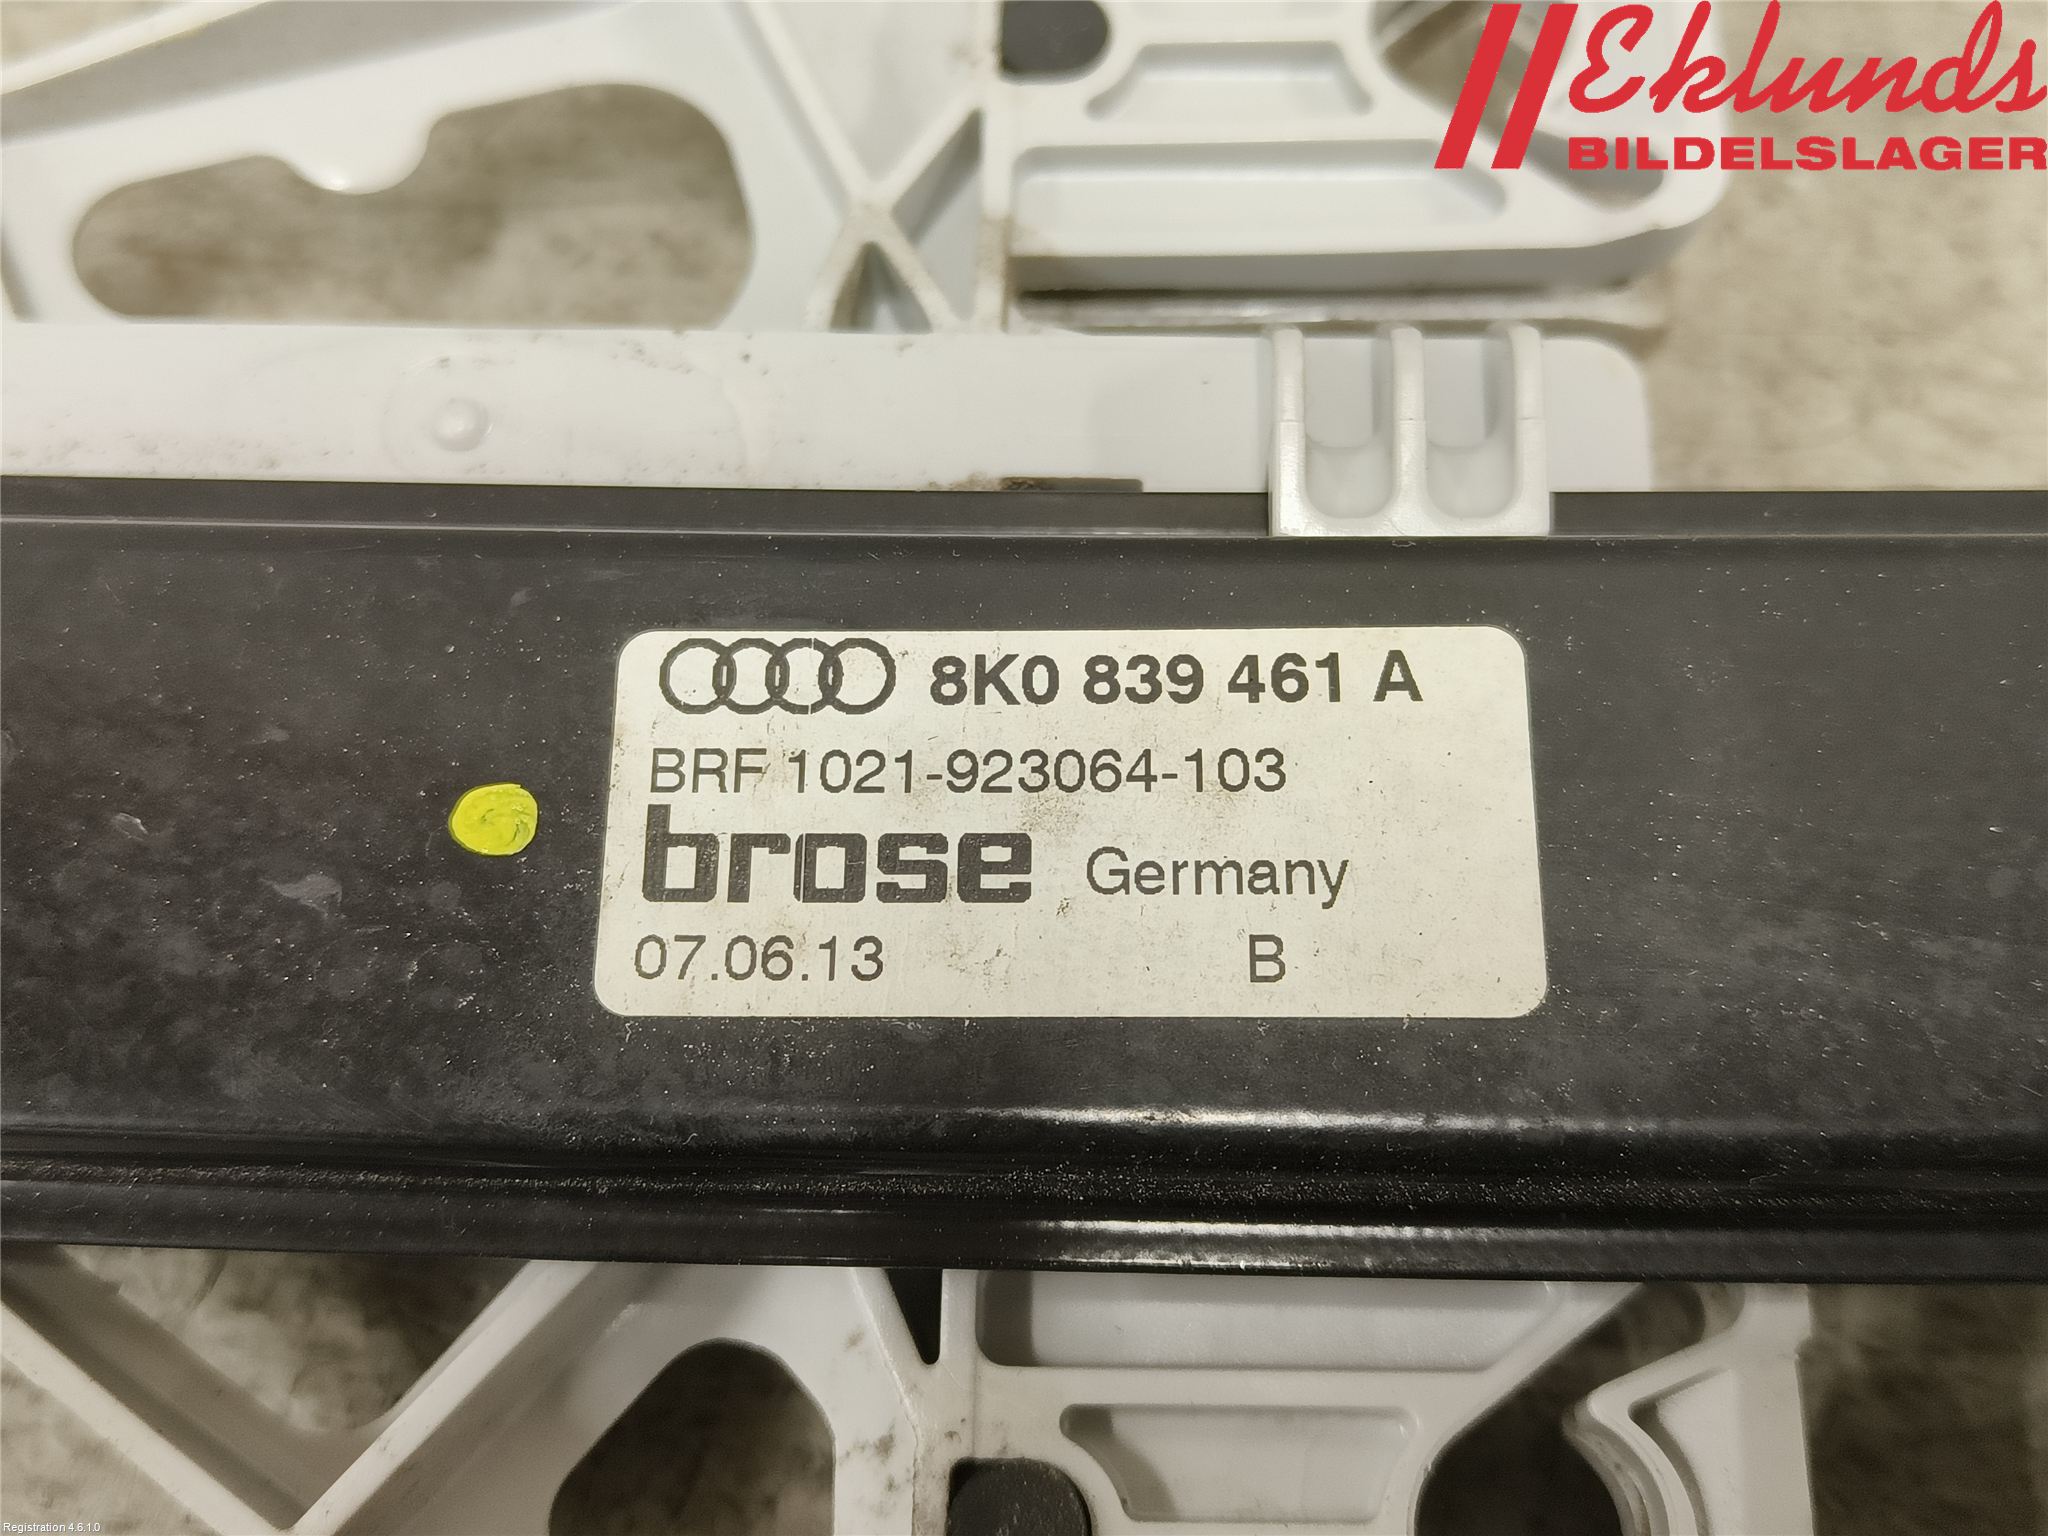 Eklunds
BILDELSLAGER
8K0 839 461 A
BRF 1021-923064-103
brose Germany
07.06.13 B
Registration 4.6.1.0